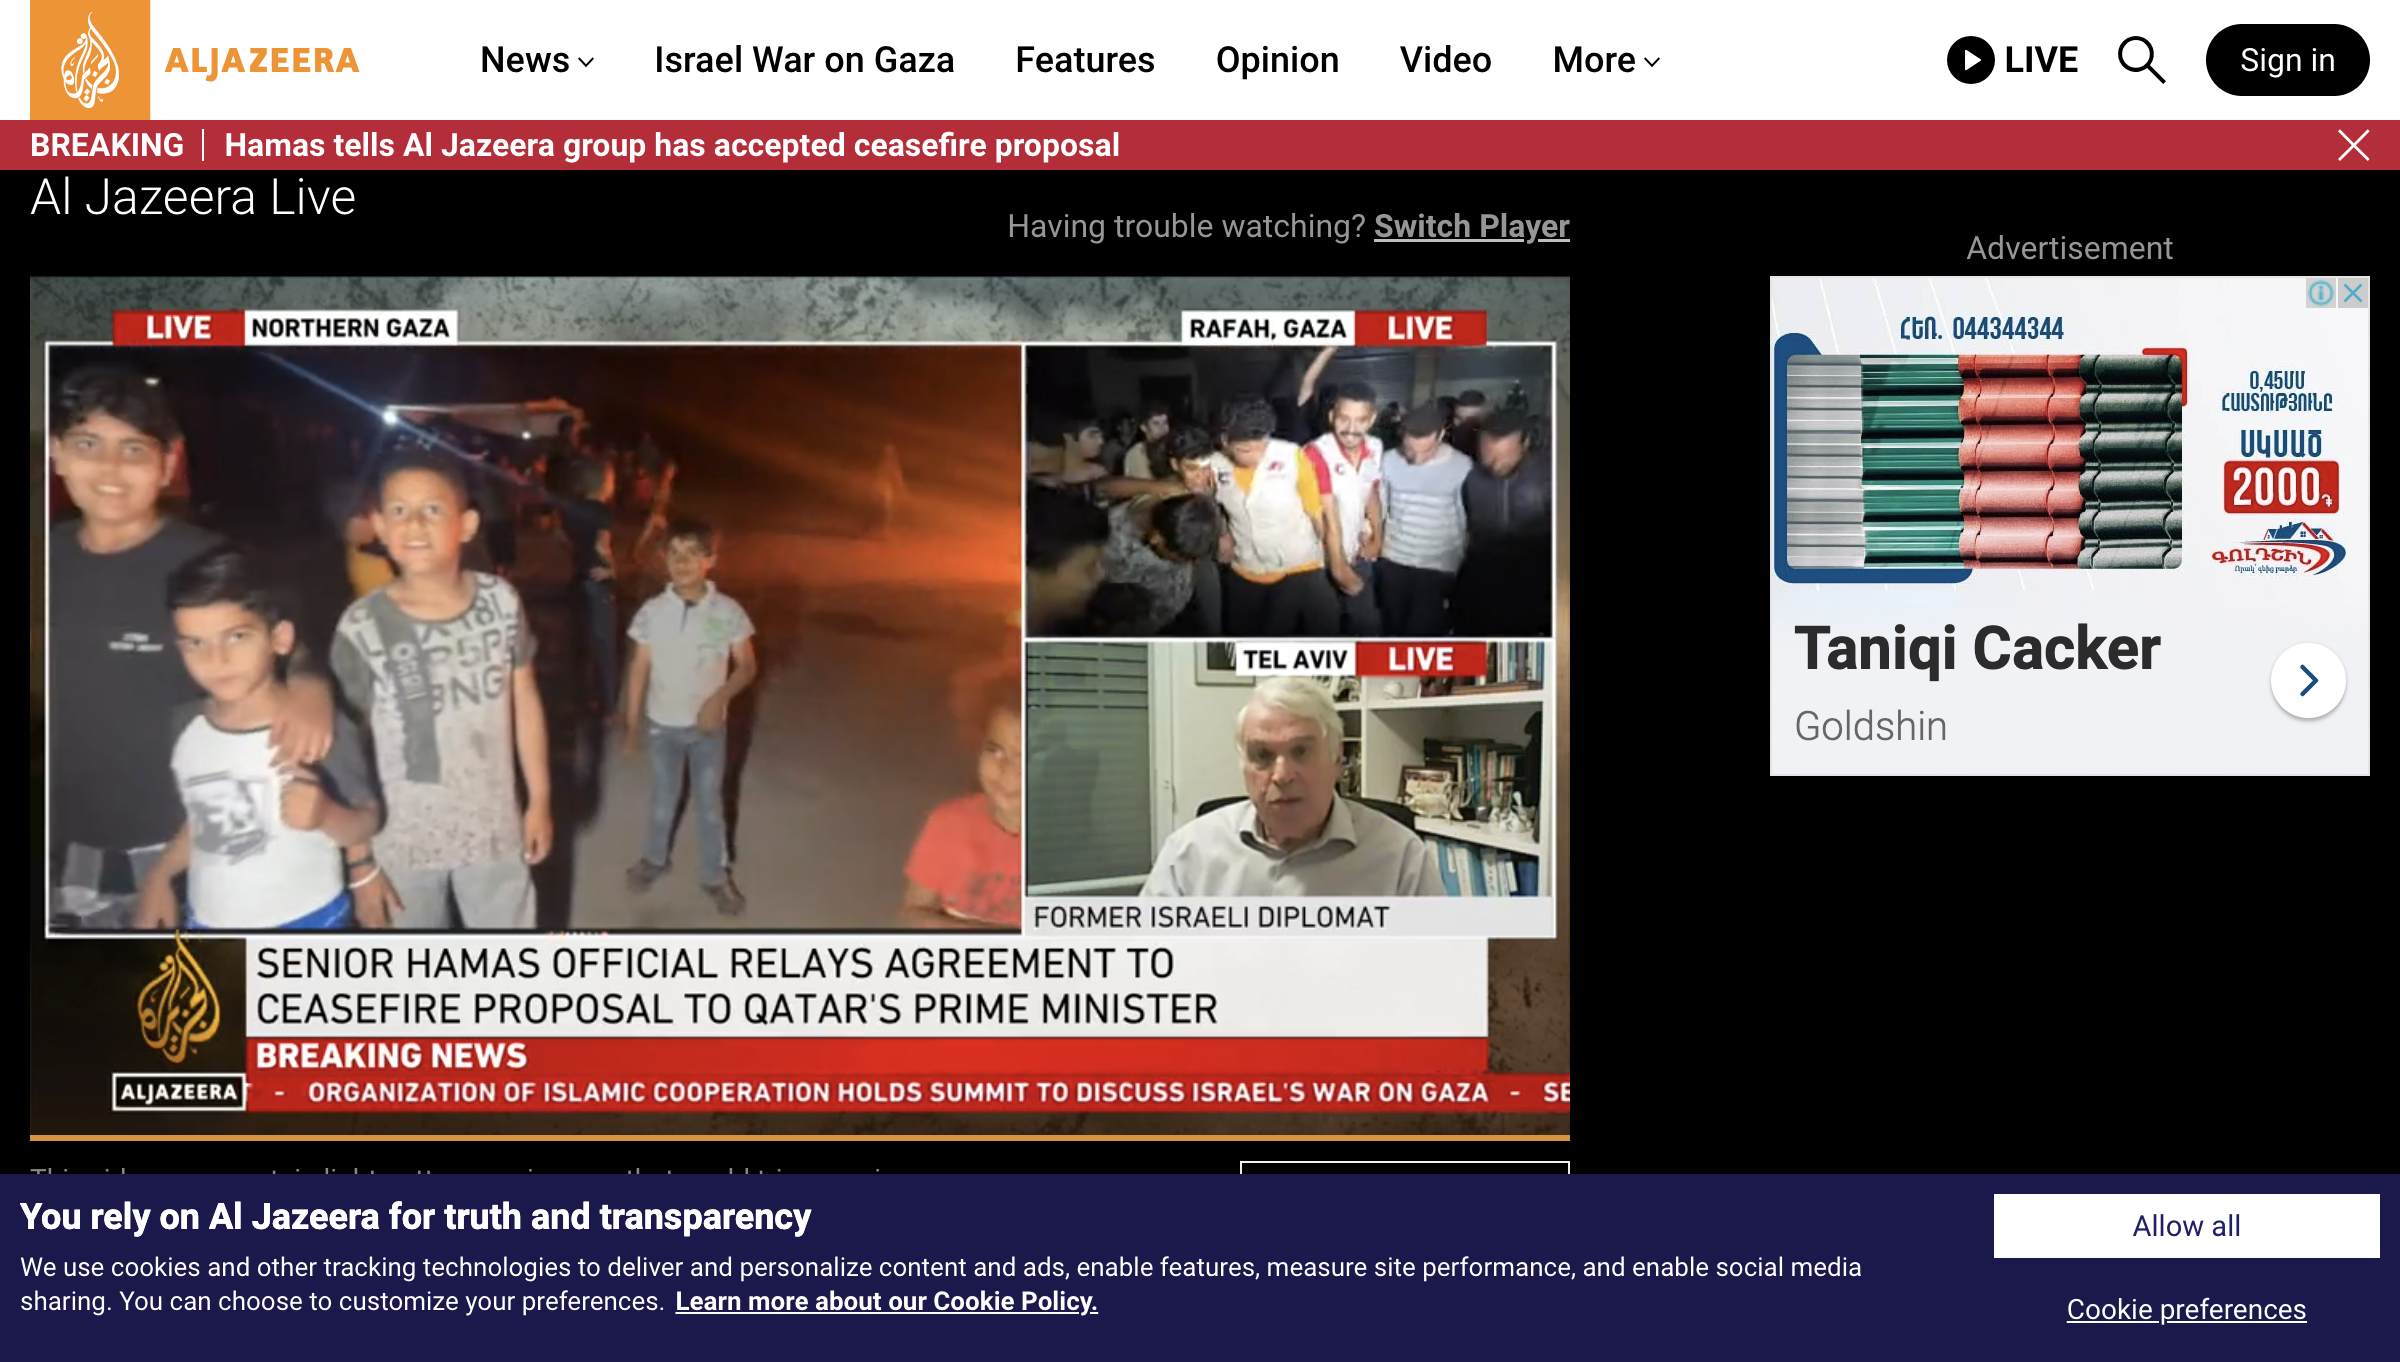 ALJAZEERA
News
Israel War on Gaza
Features
Opinion
Video
More
LIVE
Sign in
BREAKING
Hamas tells Al Jazeera group has accepted ceasefire proposal
Al Jazeera Live
Having trouble watching? Switch Player
Advertisement
LIVE NORTHERN GAZA
RAFAH, GAZA LIVE
TEL AVIV LIVE
FORMER ISRAELI DIPLOMAT
SENIOR HAMAS OFFICIAL RELAYS AGREEMENT TO
CEASEFIRE PROPOSAL TO QATAR'S PRIME MINISTER
BREAKING NEWS
ALJAZEERA
- ORGANIZATION OF ISLAMIC COOPERATION HOLDS SUMMIT TO DISCUSS ISRAEL'S WAR ON GAZA - SE
ՀԵՌ. 044344344
0,45ՄՄ
ՀԱՍՏՈՒԹՅՈՒՆԸ
ՍԿՍԱԾ
2000֏
ԳՈԼԴՇԻՆ
Taniqi Cacker
Goldshin
You rely on Al Jazeera for truth and transparency
We use cookies and other tracking technologies to deliver and personalize content and ads, enable features, measure site performance, and enable social media
sharing. You can choose to customize your preferences. Learn more about our Cookie Policy.
Allow all
Cookie preferences